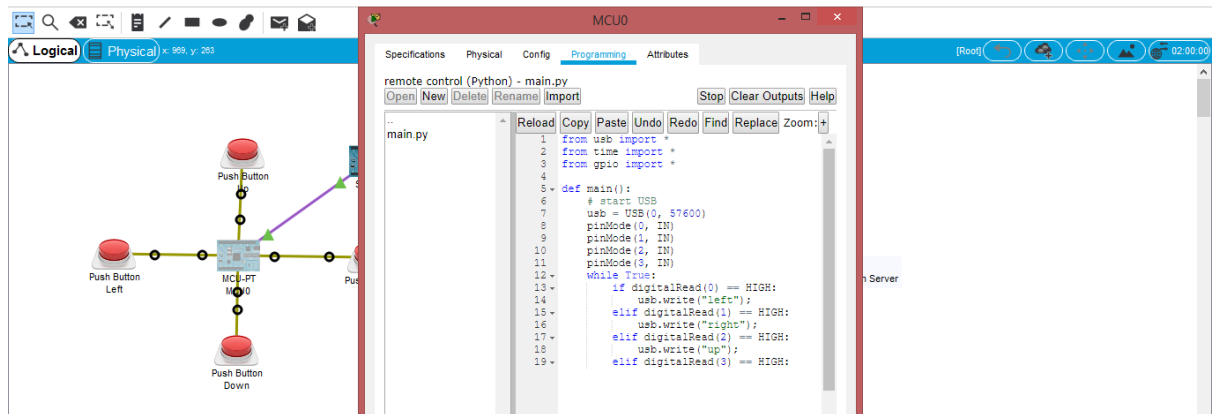 MCU0
Logical
Physical
x: 969, y: 263
[Root]
02:00:00
Specifications
Physical
Config
Programming
Attributes
remote control (Python) - main.py
Open
New
Delete
Rename
Import
Stop
Clear Outputs
Help
..
main.py
Reload
Copy
Paste
Undo
Redo
Find
Replace
Zoom:
+
1 from usb import *
2 from time import *
3 from gpio import *
4
5 def main():
6 # start USB
7 usb = USB(0, 57600)
8 pinMode(0, IN)
9 pinMode(1, IN)
10 pinMode(2, IN)
11 pinMode(3, IN)
12 while True:
13 if digitalRead(0) == HIGH:
14 usb.write("left");
15 elif digitalRead(1) == HIGH:
16 usb.write("right");
17 elif digitalRead(2) == HIGH:
18 usb.write("up");
19 elif digitalRead(3) == HIGH:
Push Button
Up
Push Button
Left
MCU-PT
MCU0
Push Button
Down
Server